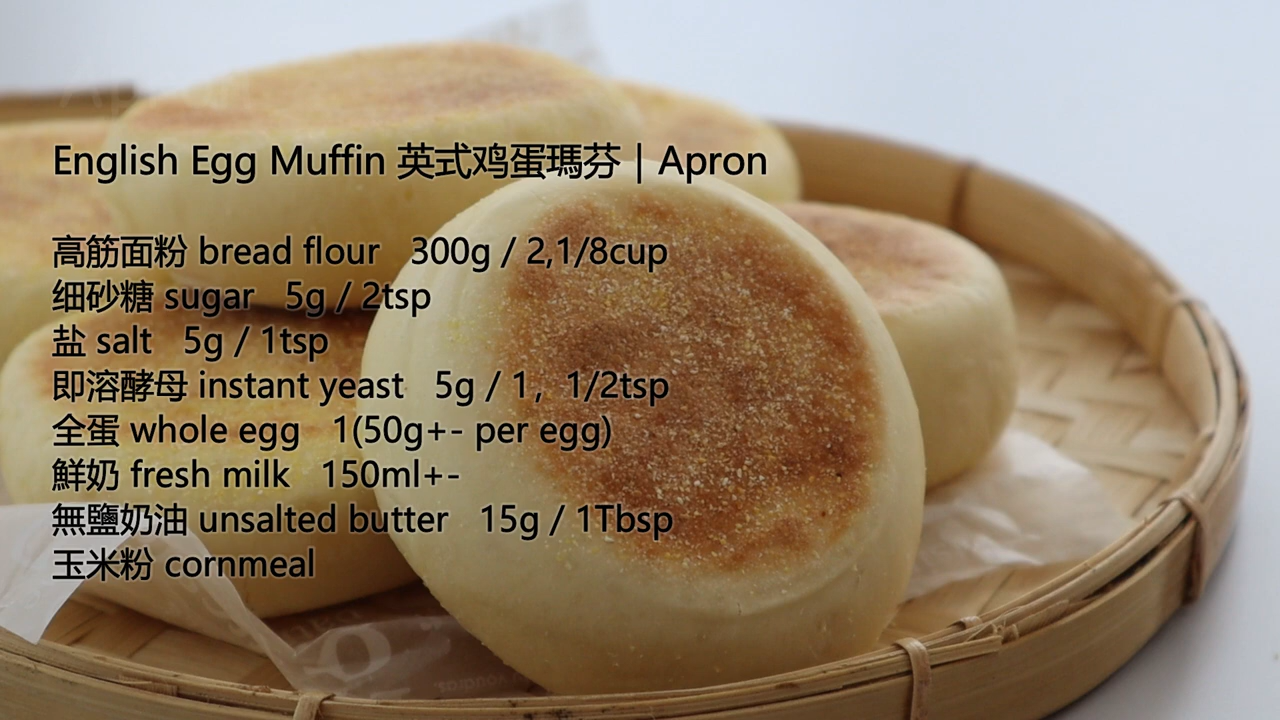 English Egg Muffin 英式鸡蛋瑪芬 | Apron
高筋面粉 bread flour 300g / 2,1/8cup
细砂糖 sugar 5g / 2tsp
盐 salt 5g / 1tsp
即溶酵母 instant yeast 5g / 1，1/2tsp
全蛋 whole egg 1(50g+- per egg)
鮮奶 fresh milk 150ml+-
無鹽奶油 unsalted butter 15g / 1Tbsp
玉米粉 cornmeal